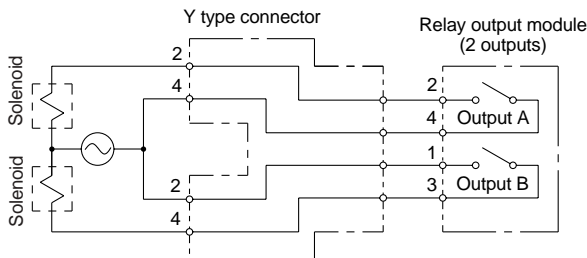 Y type connector
Relay output module
(2 outputs)
Solenoid
Solenoid
2
4
2
4
2
4
Output A
1
3
Output B